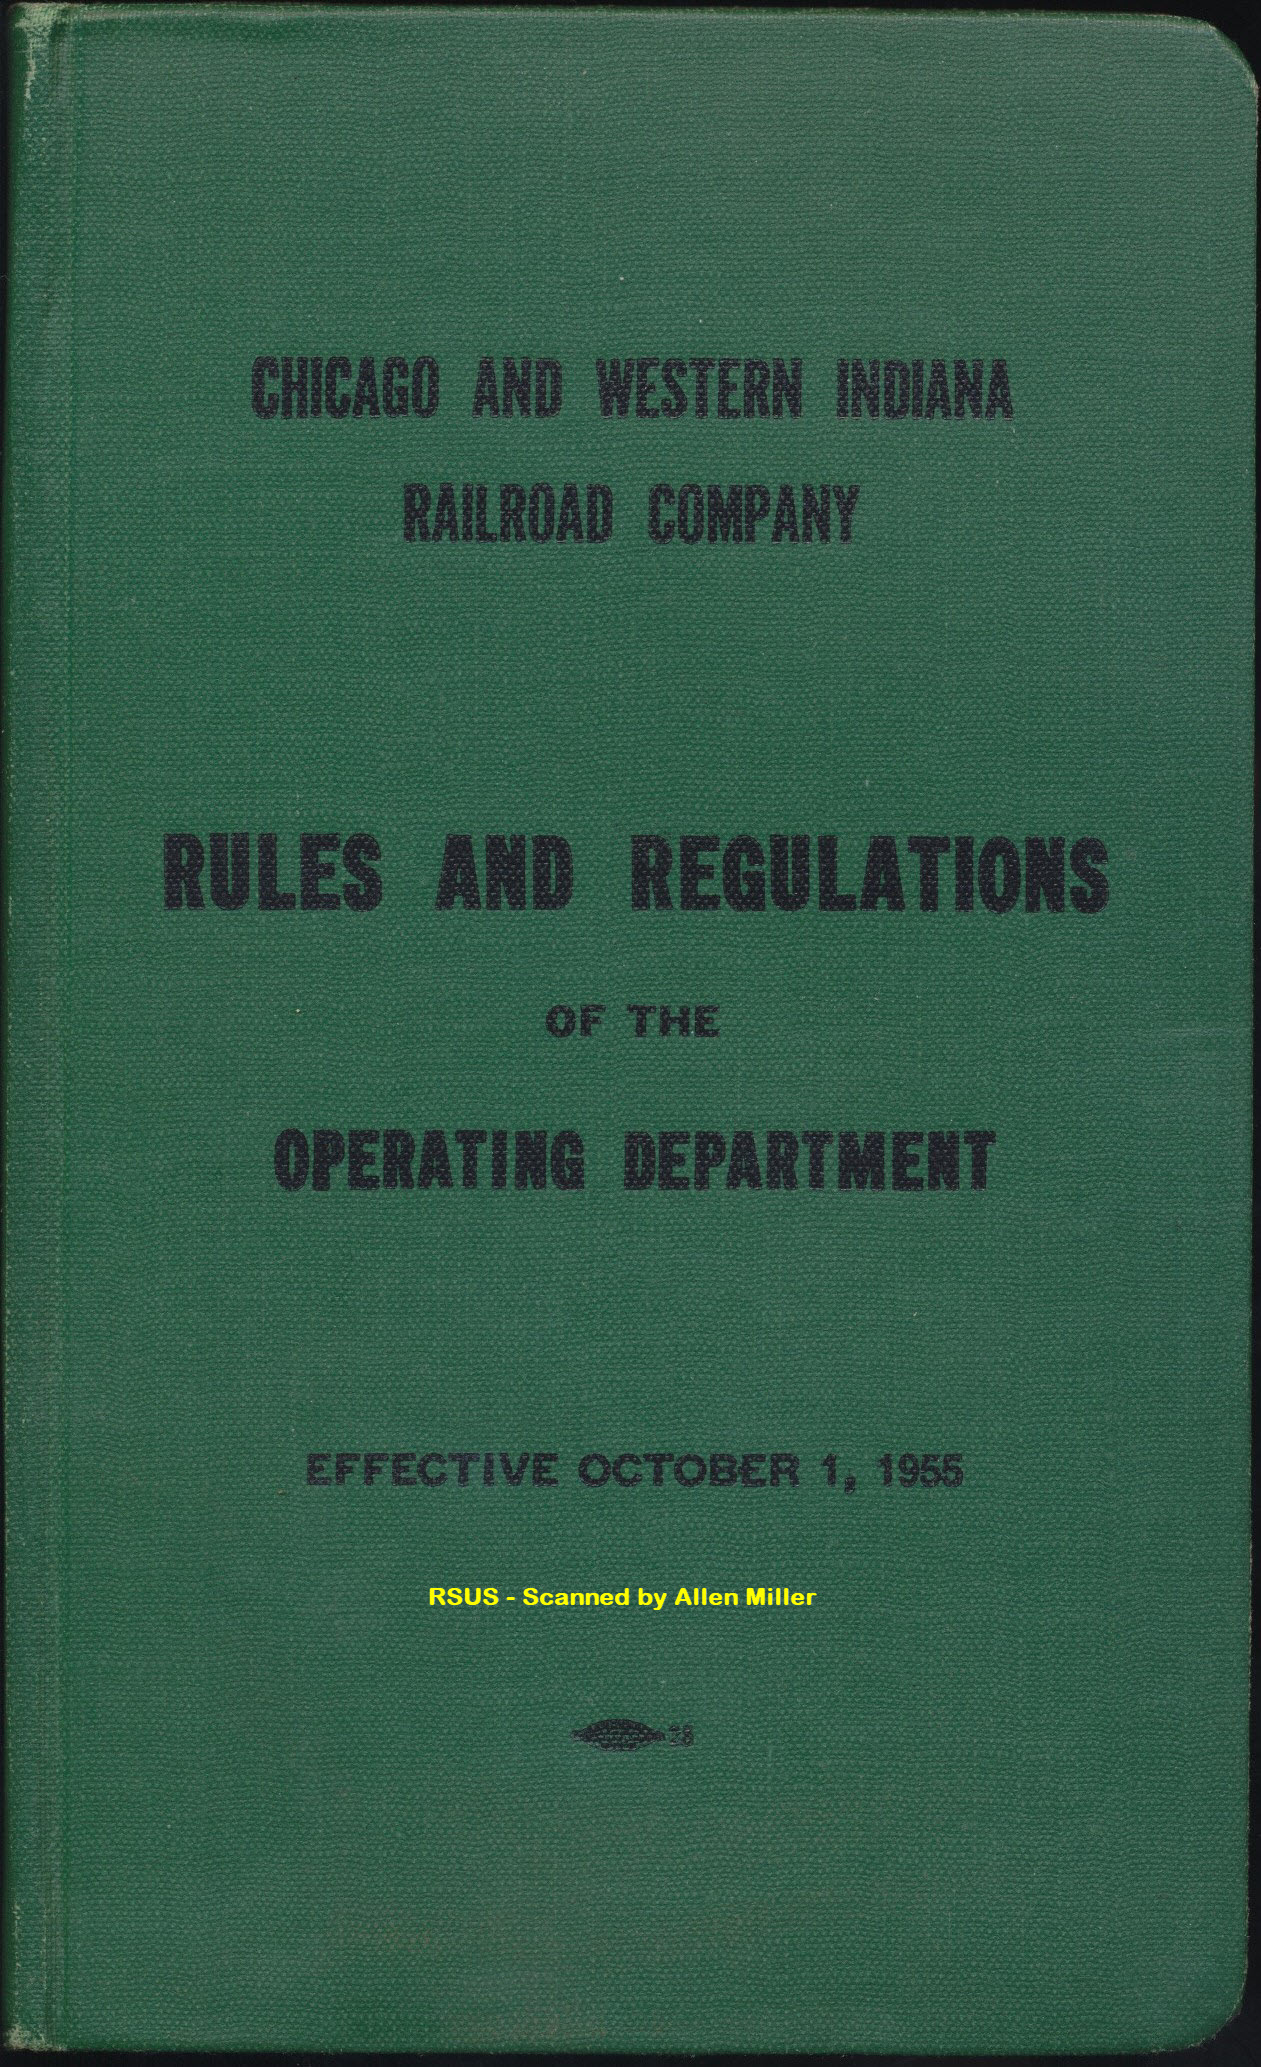 CHICAGO AND WESTERN INDIANA
RAILROAD COMPANY
RULES AND REGULATIONS
OF THE
OPERATING DEPARTMENT
EFFECTIVE OCTOBER 1, 1955
RSUS - Scanned by Allen Miller